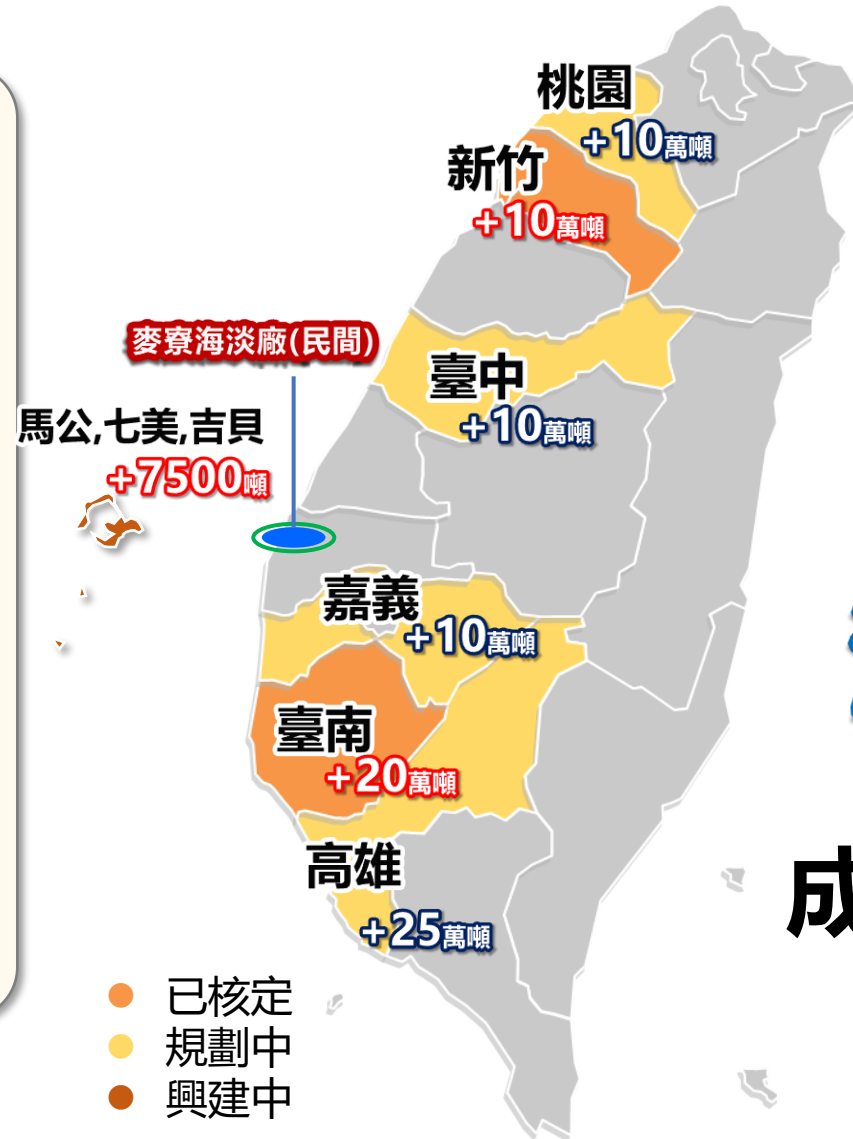 桃園
+10萬噸
新竹
+10萬噸
麥寮海淡廠(民間)
臺中
+10萬噸
馬公,七美,吉貝
+7500噸
嘉義
+10萬噸
臺南
+20萬噸
高雄
+25萬噸
成
已核定
規劃中
興建中